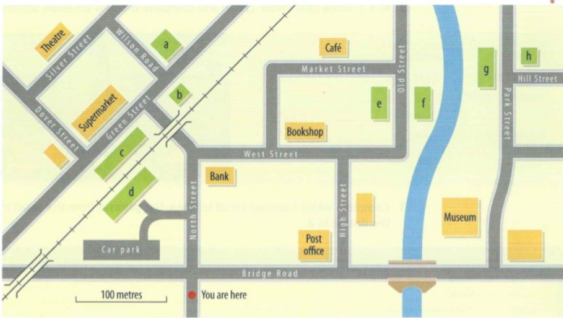 Theatre
Silver Street
Wilson Road
a
Café
Market Street
Old Street
g
h
Hill Street
Park Street
b
Supermarket
Green Street
Dover Street
e
f
Bookshop
c
West Street
Bank
d
North Street
High Street
Museum
Car park
Post
office
Bridge Road
100 metres
You are here